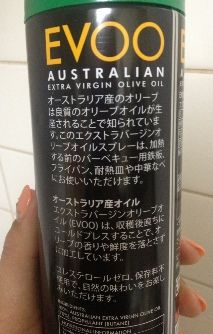 EVOO
AUSTRALIAN
EXTRA VIRGIN OLIVE OIL
オーストラリア産のオリーブ
は良質のオリーブオイルが生
産されることで知られていま
す。このエクストラバージンオ
リーブオイルスプレーは、加熱
する前のバーベキュー用鉄板、
フライパン、耐熱皿や中華なべ
にお使いいただけます。
オーストラリア産オイル
エクストラバージンオリーブオ
イル(EVOO)は、収穫後直ちに
コールドプレスすることで、オ
リーブの香りや鮮度を落とさず
に加工しています。
コレステロールゼロ、保存料不
使用で、自然の味わいをお楽し
みいただけます。
INGREDIENTS:
AUSTRALIAN EXTRA VIRGIN OLIVE OIL
PROPELLANT (BUTANE)
INFORMATION